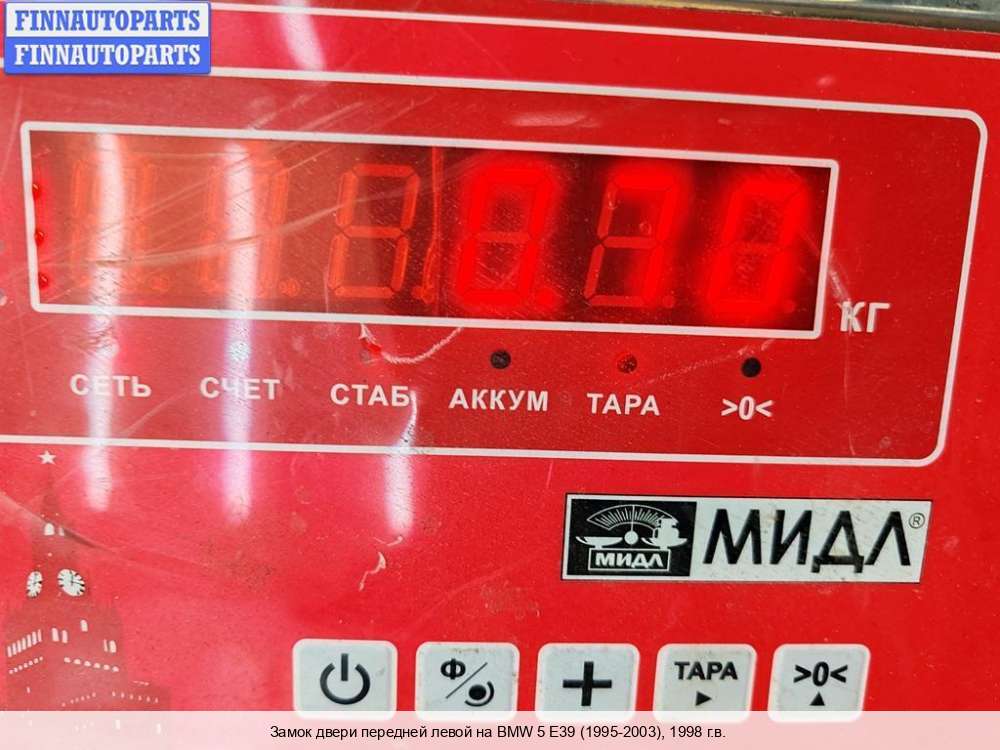 FINNAUTOPARTS
FINNAUTOPARTS
0.70
КГ
СЕТЬ СЧЕТ СТАБ АККУМ ТАРА >0<
МИДЛ МИДЛ®
Ф ТАРА >0<
Замок двери передней левой на BMW 5 E39 (1995-2003), 1998 г.в.